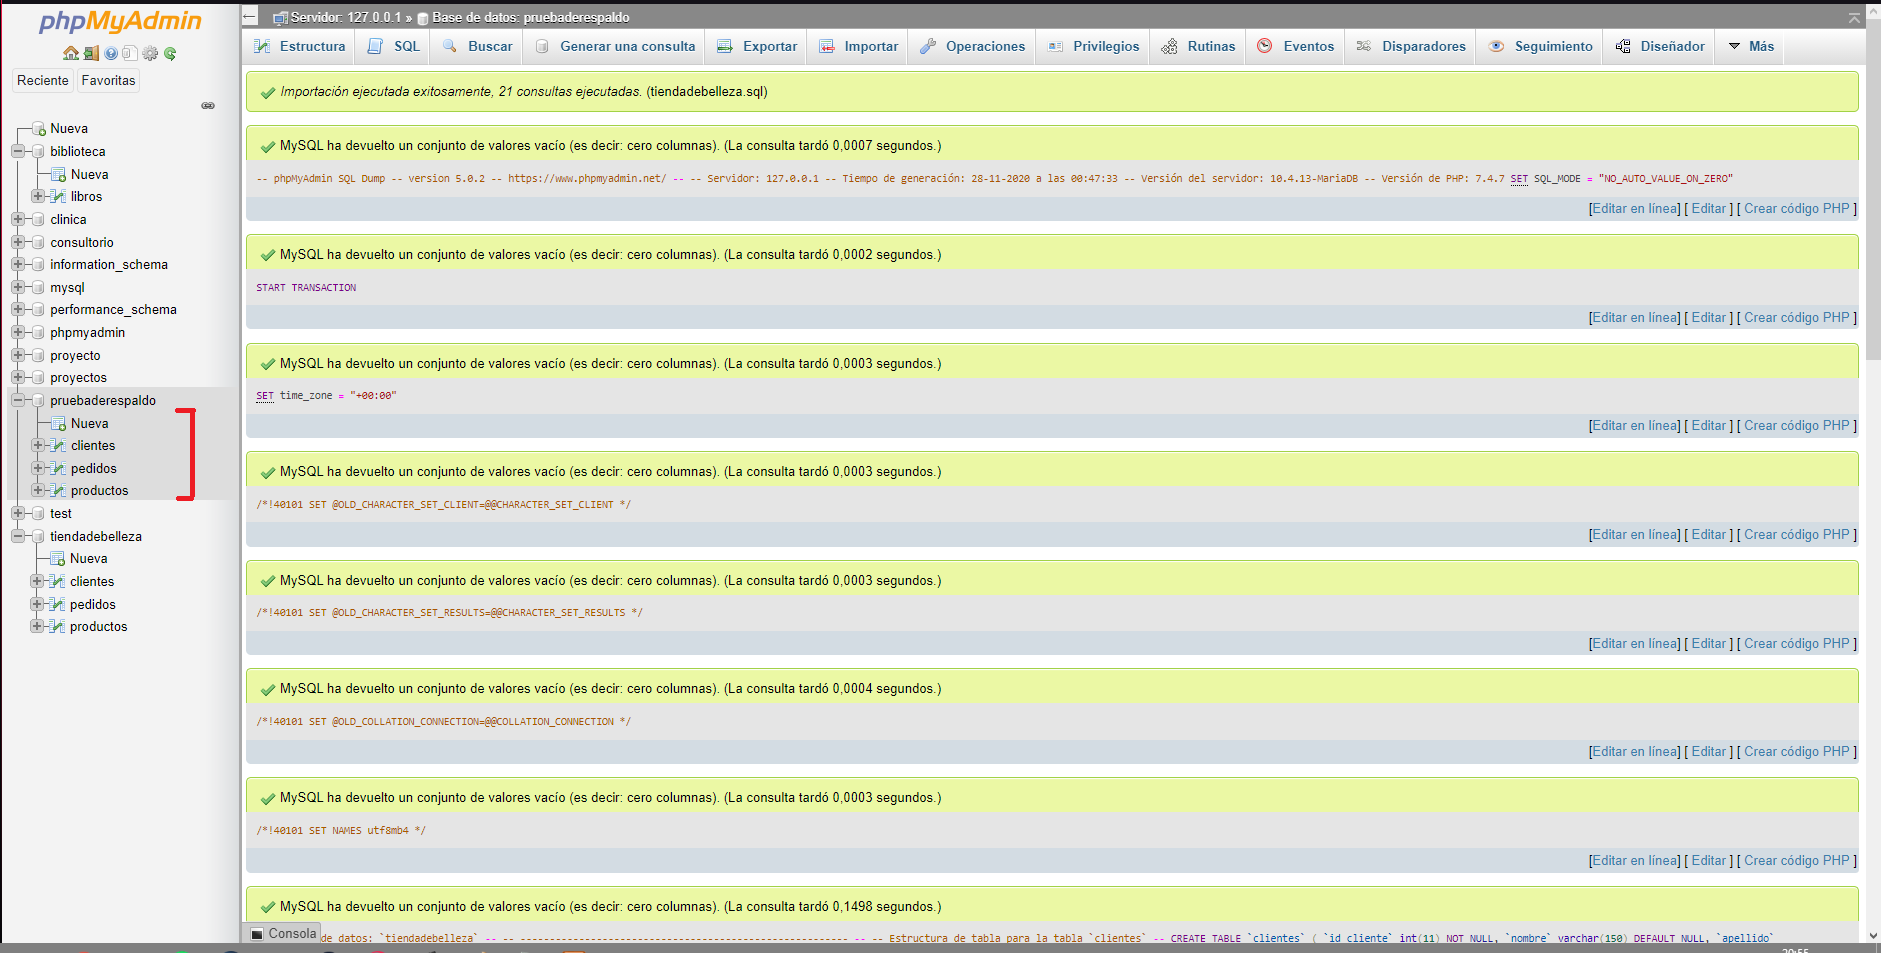 phpMyAdmin
Reciente Favoritas
Nueva
biblioteca
Nueva
libros
clinica
consultorio
information_schema
mysql
performance_schema
phpmyadmin
proyecto
proyectos
pruebaderespaldo
Nueva
clientes
pedidos
productos
test
tiendadebelleza
Nueva
clientes
pedidos
productos
Servidor: 127.0.0.1 » Base de datos: pruebaderespaldo
Estructura SQL Buscar Generar una consulta Exportar Importar Operaciones Privilegios Rutinas Eventos Disparadores Seguimiento Diseñador Más
Importación ejecutada exitosamente, 21 consultas ejecutadas. (tiendadebelleza.sql)
MySQL ha devuelto un conjunto de valores vacío (es decir: cero columnas). (La consulta tardó 0,0007 segundos.)
-- phpMyAdmin SQL Dump -- version 5.0.2 -- https://www.phpmyadmin.net/ -- -- Servidor: 127.0.0.1 -- Tiempo de generación: 28-11-2020 a las 00:47:33 -- Versión del servidor: 10.4.13-MariaDB -- Versión de PHP: 7.4.7 SET SQL_MODE = "NO_AUTO_VALUE_ON_ZERO"
[Editar en línea] [ Editar ] [ Crear código PHP ]
MySQL ha devuelto un conjunto de valores vacío (es decir: cero columnas). (La consulta tardó 0,0002 segundos.)
START TRANSACTION
[Editar en línea] [ Editar ] [ Crear código PHP ]
MySQL ha devuelto un conjunto de valores vacío (es decir: cero columnas). (La consulta tardó 0,0003 segundos.)
SET time_zone = "+00:00"
[Editar en línea] [ Editar ] [ Crear código PHP ]
MySQL ha devuelto un conjunto de valores vacío (es decir: cero columnas). (La consulta tardó 0,0003 segundos.)
/*!40101 SET @OLD_CHARACTER_SET_CLIENT=@@CHARACTER_SET_CLIENT */
[Editar en línea] [ Editar ] [ Crear código PHP ]
MySQL ha devuelto un conjunto de valores vacío (es decir: cero columnas). (La consulta tardó 0,0003 segundos.)
/*!40101 SET @OLD_CHARACTER_SET_RESULTS=@@CHARACTER_SET_RESULTS */
[Editar en línea] [ Editar ] [ Crear código PHP ]
MySQL ha devuelto un conjunto de valores vacío (es decir: cero columnas). (La consulta tardó 0,0004 segundos.)
/*!40101 SET @OLD_COLLATION_CONNECTION=@@COLLATION_CONNECTION */
[Editar en línea] [ Editar ] [ Crear código PHP ]
MySQL ha devuelto un conjunto de valores vacío (es decir: cero columnas). (La consulta tardó 0,0003 segundos.)
/*!40101 SET NAMES utf8mb4 */
[Editar en línea] [ Editar ] [ Crear código PHP ]
MySQL ha devuelto un conjunto de valores vacío (es decir: cero columnas). (La consulta tardó 0,1498 segundos.)
Consola
de datos: `tiendadebelleza` -- -- -------------------------------------------------------- -- -- Estructura de tabla para la tabla `clientes` -- CREATE TABLE `clientes` ( `id_cliente` int(11) NOT NULL, `nombre` varchar(150) DEFAULT NULL, `apellido`